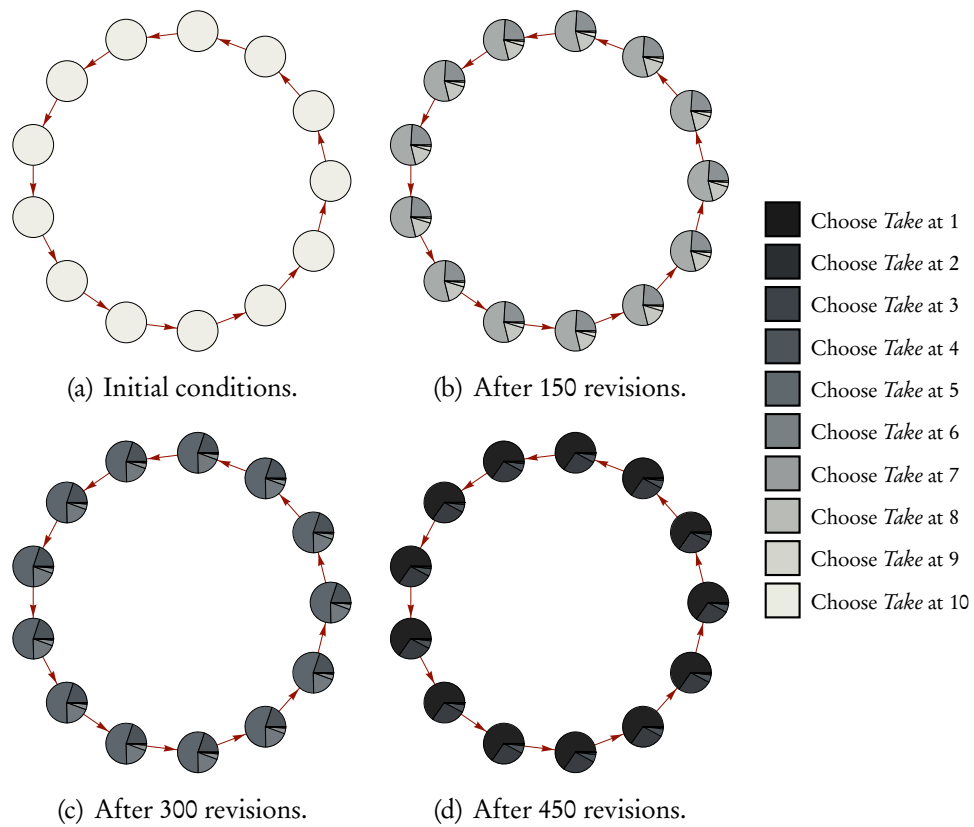 (a) Initial conditions.
(b) After 150 revisions.
Choose Take at 1
Choose Take at 2
Choose Take at 3
Choose Take at 4
Choose Take at 5
Choose Take at 6
Choose Take at 7
Choose Take at 8
Choose Take at 9
Choose Take at 10
(c) After 300 revisions.
(d) After 450 revisions.